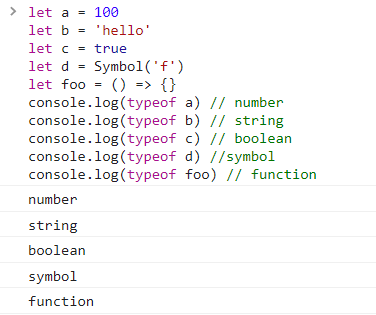 let a = 100
let b = 'hello'
let c = true
let d = Symbol('f')
let foo = () => {}
console.log(typeof a) // number
console.log(typeof b) // string
console.log(typeof c) // boolean
console.log(typeof d) //symbol
console.log(typeof foo) // function
number
string
boolean
symbol
function